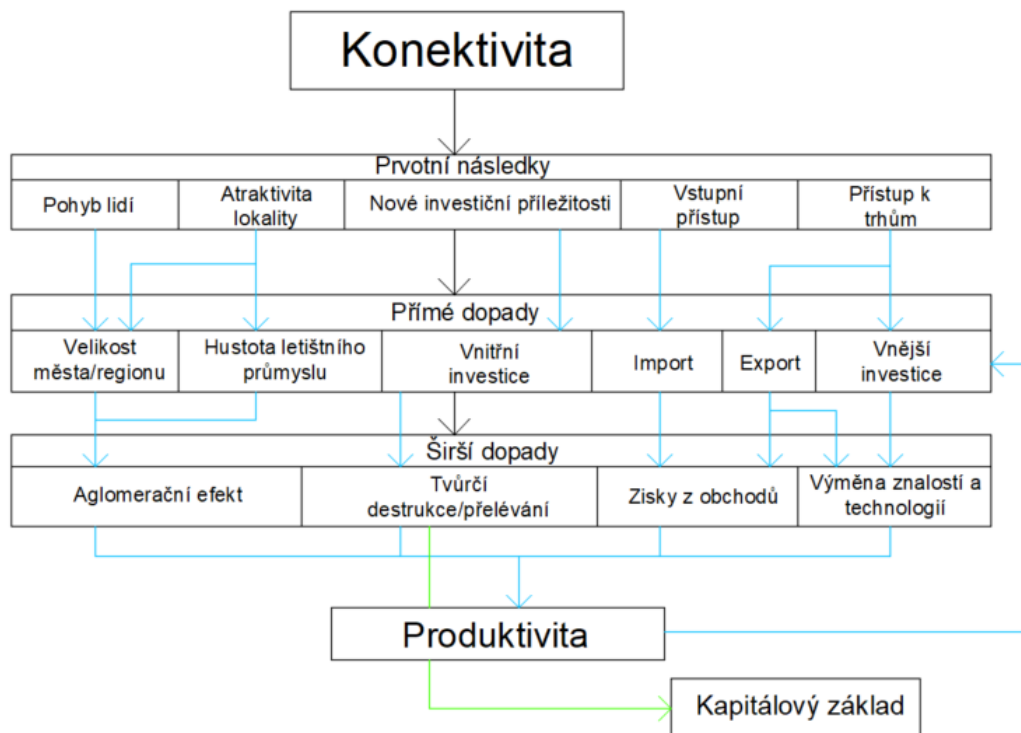 Konektivita
Prvotní následky
Pohyb lidí
Atraktivita
lokality
Nové investiční příležitosti
Vstupní
přístup
Přístup k
trhům
Přímé dopady
Velikost
města/regionu
Hustota letištního
průmyslu
Vnitřní
investice
Import
Export
Vnější
investice
Širší dopady
Aglomerační efekt
Tvůrčí
destrukce/přelévání
Zisky z obchodů
Výměna znalostí a
technologií
Produktivita
Kapitálový základ